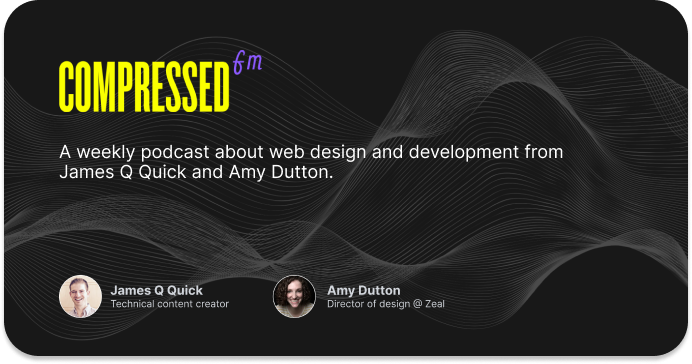 COMPRESSED fm
A weekly podcast about web design and development from
James Q Quick and Amy Dutton.
James Q Quick
Technical content creator
Amy Dutton
Director of design @ Zeal